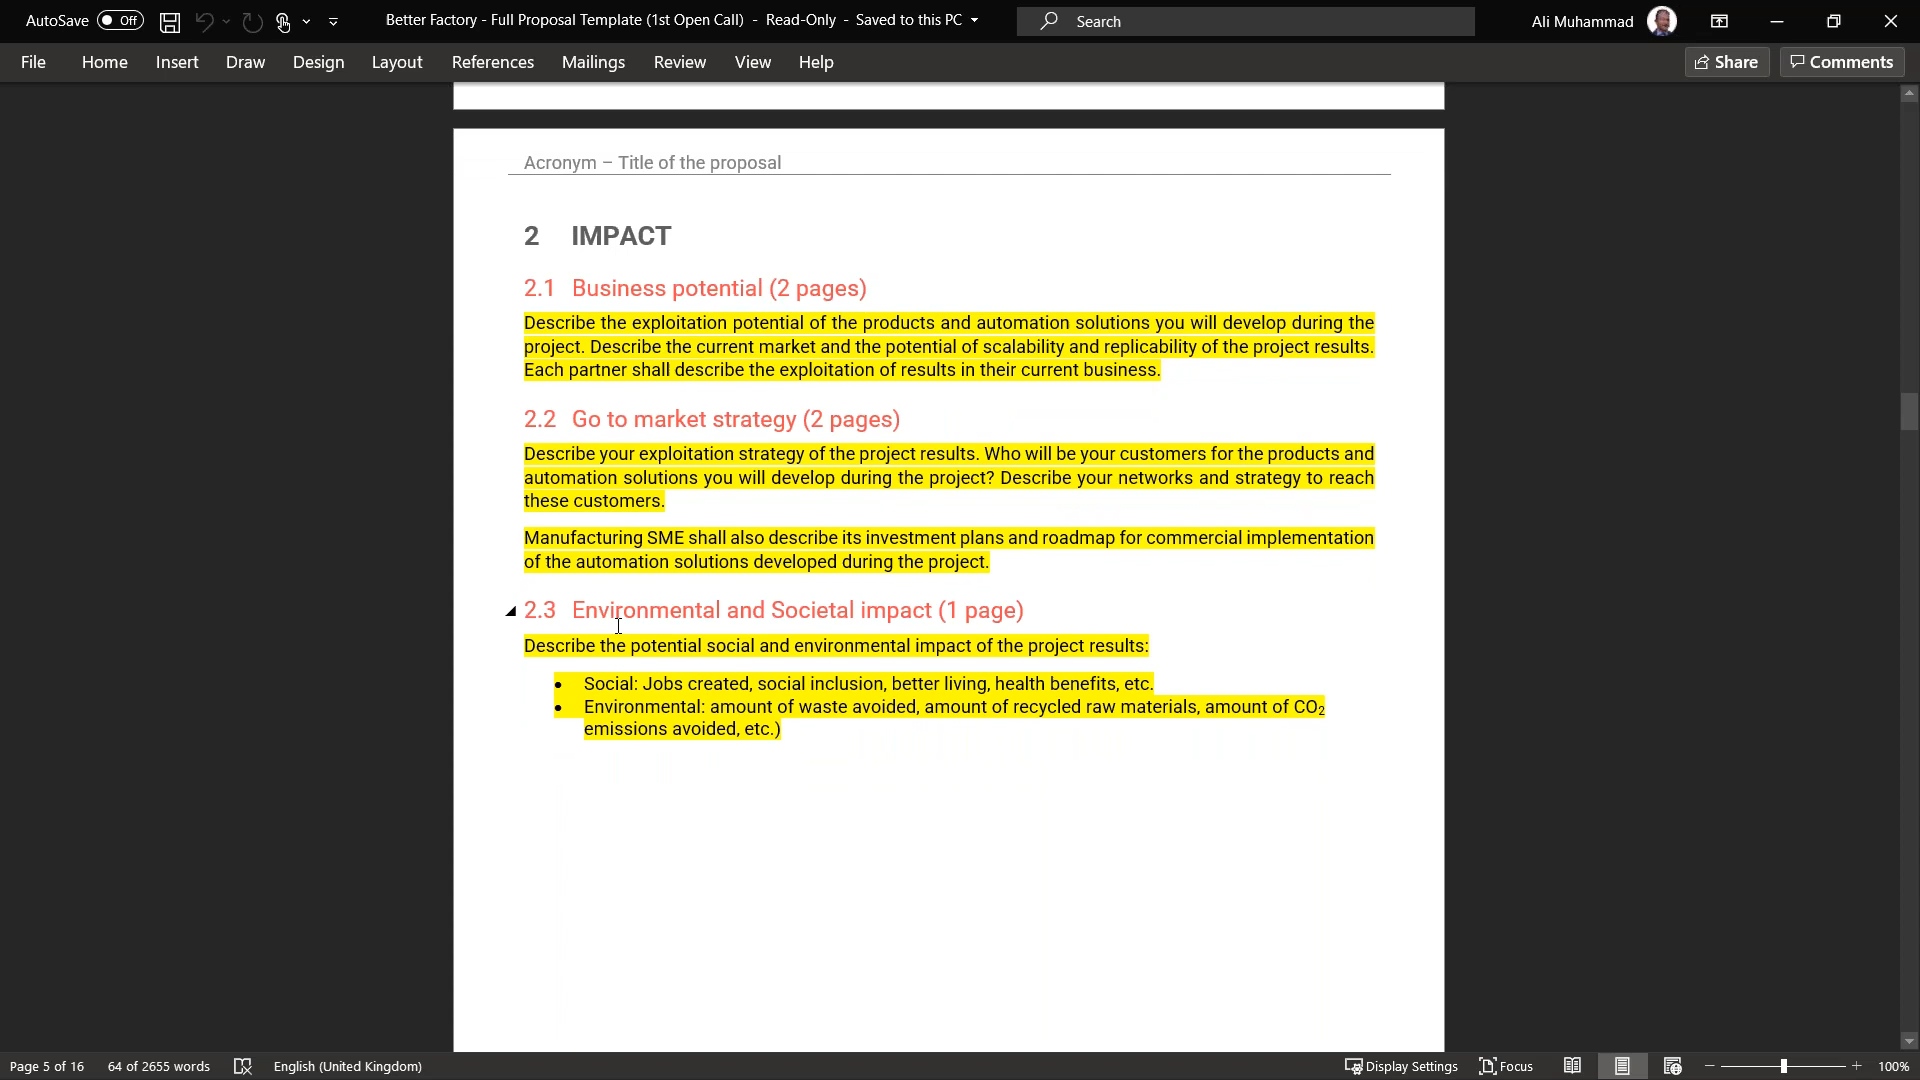 AutoSave Off Better Factory - Full Proposal Template (1st Open Call) - Read-Only - Saved to this PC Search Ali Muhammad
File Home Insert Draw Design Layout References Mailings Review View Help Share Comments
Acronym – Title of the proposal
2 IMPACT
2.1 Business potential (2 pages)
Describe the exploitation potential of the products and automation solutions you will develop during the
project. Describe the current market and the potential of scalability and replicability of the project results.
Each partner shall describe the exploitation of results in their current business.
2.2 Go to market strategy (2 pages)
Describe your exploitation strategy of the project results. Who will be your customers for the products and
automation solutions you will develop during the project? Describe your networks and strategy to reach
these customers.
Manufacturing SME shall also describe its investment plans and roadmap for commercial implementation
of the automation solutions developed during the project.
2.3 Environmental and Societal impact (1 page)
Describe the potential social and environmental impact of the project results:
• Social: Jobs created, social inclusion, better living, health benefits, etc.
• Environmental: amount of waste avoided, amount of recycled raw materials, amount of CO₂
emissions avoided, etc.)
Page 5 of 16 64 of 2655 words English (United Kingdom) Display Settings Focus 100%